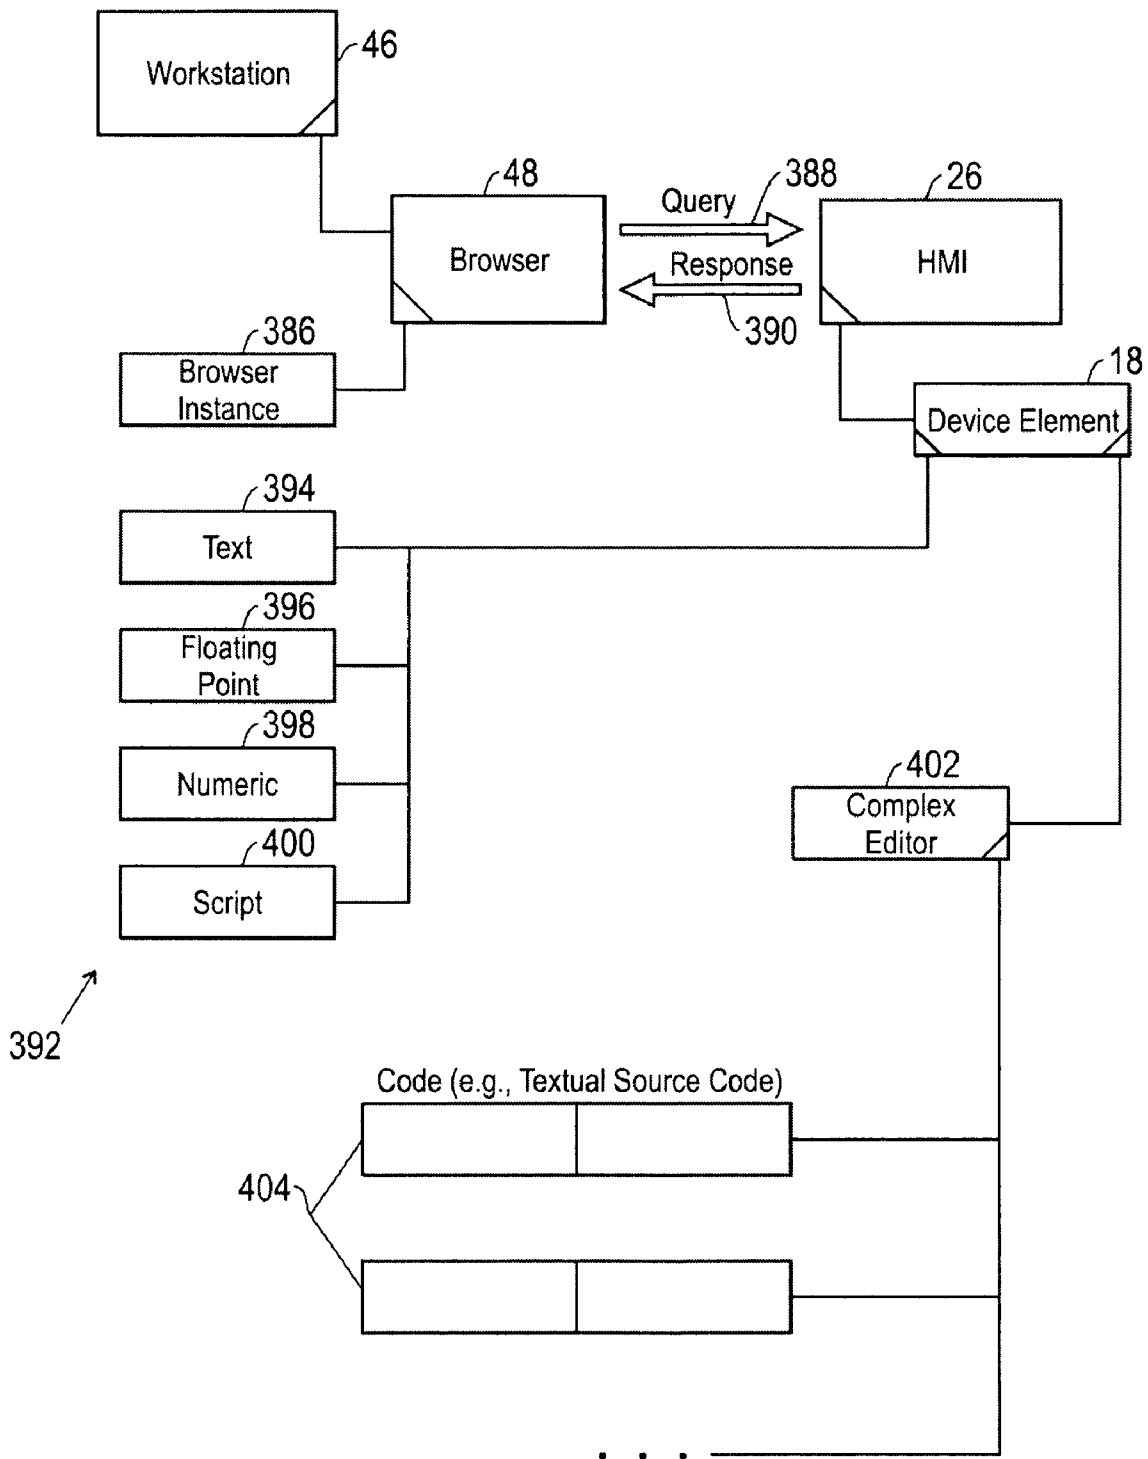 46
Workstation
48
Query
388
26
Browser
Response
HMI
390
386
Browser
Instance
18
Device Element
394
Text
396
Floating
Point
398
Numeric
402
Complex
Editor
400
Script
392
Code (e.g., Textual Source Code)
404
. . .